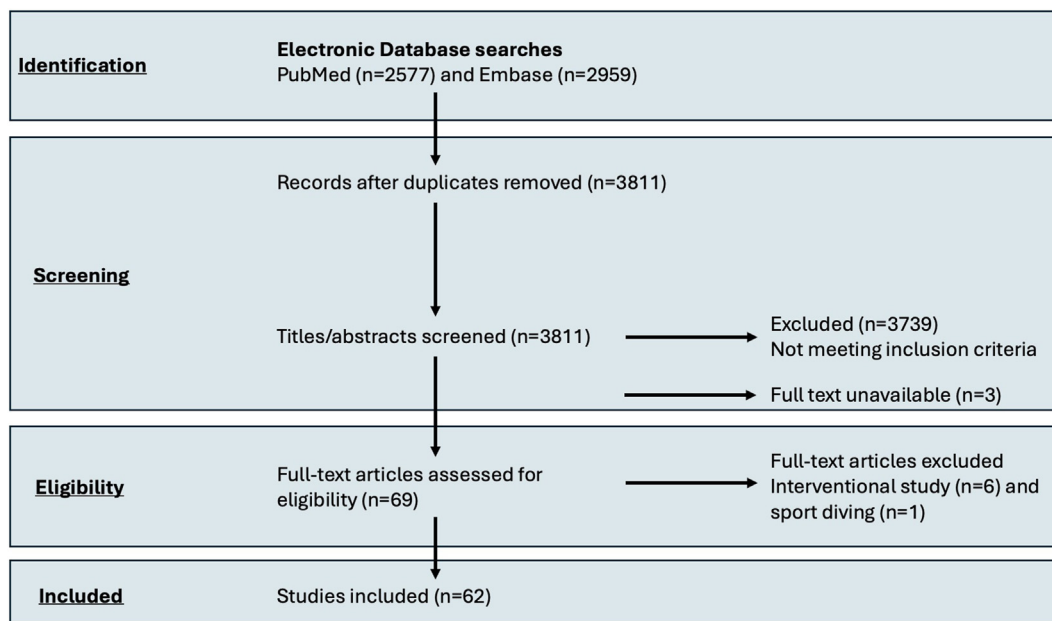 Identification
Electronic Database searches
PubMed (n=2577) and Embase (n=2959)
Records after duplicates removed (n=3811)
Screening
Titles/abstracts screened (n=3811)
Excluded (n=3739)
Not meeting inclusion criteria
Full text unavailable (n=3)
Eligibility
Full-text articles assessed for
eligibility (n=69)
Full-text articles excluded
Interventional study (n=6) and
sport diving (n=1)
Included
Studies included (n=62)